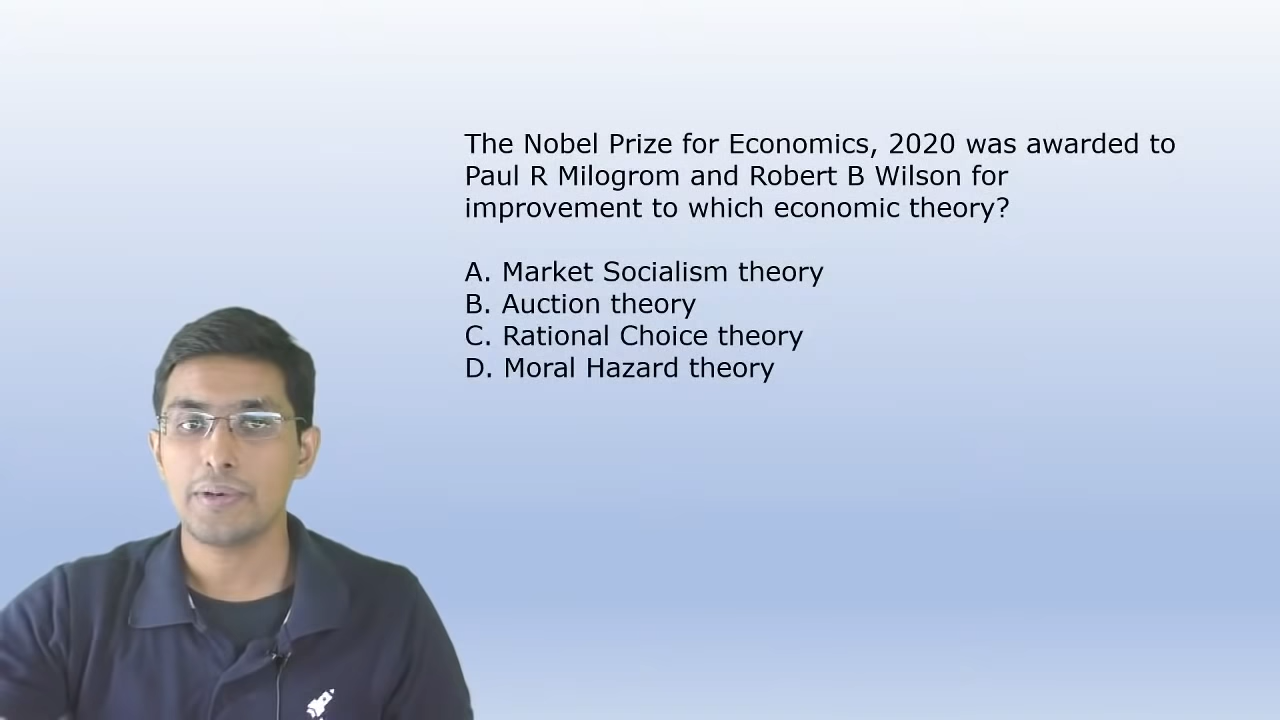 The Nobel Prize for Economics, 2020 was awarded to
Paul R Milogrom and Robert B Wilson for
improvement to which economic theory?
A. Market Socialism theory
B. Auction theory
C. Rational Choice theory
D. Moral Hazard theory